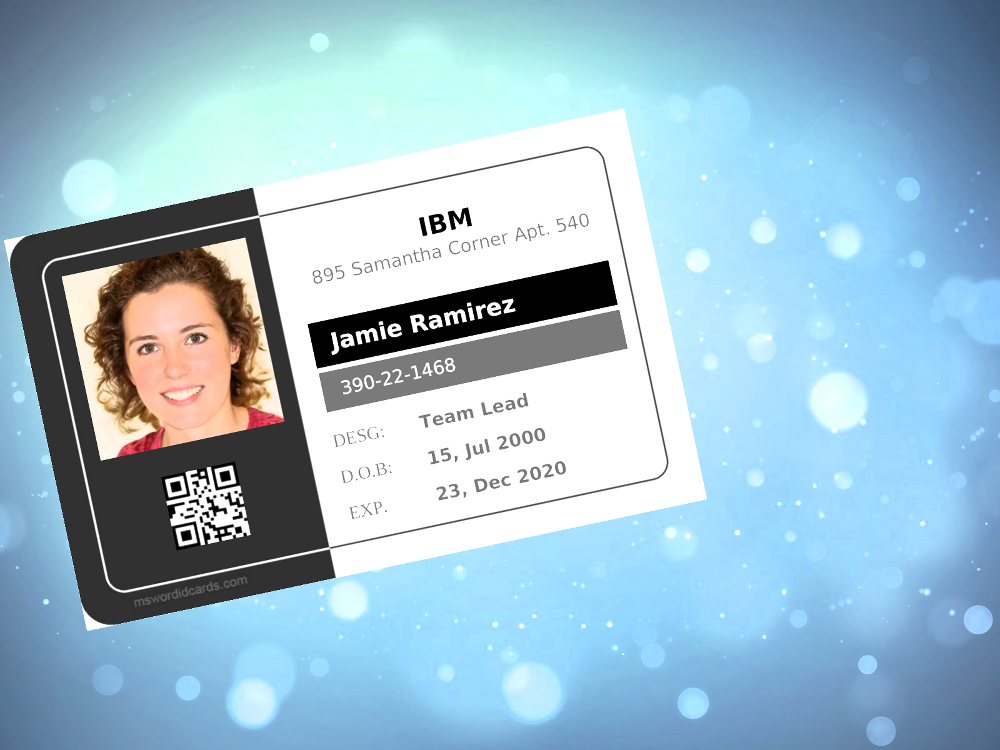 IBM
895 Samantha Corner Apt. 540
Jamie Ramirez
390-22-1468
DESG: Team Lead
D.O.B: 15, Jul 2000
EXP. 23, Dec 2020
mswordidcards.com